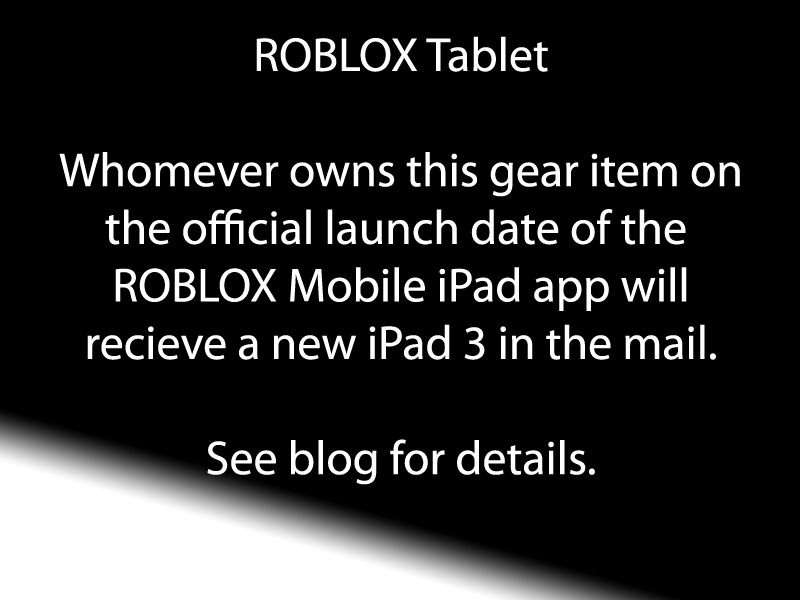 ROBLOX Tablet
Whomever owns this gear item on
the official launch date of the
ROBLOX Mobile iPad app will
recieve a new iPad 3 in the mail.
See blog for details.